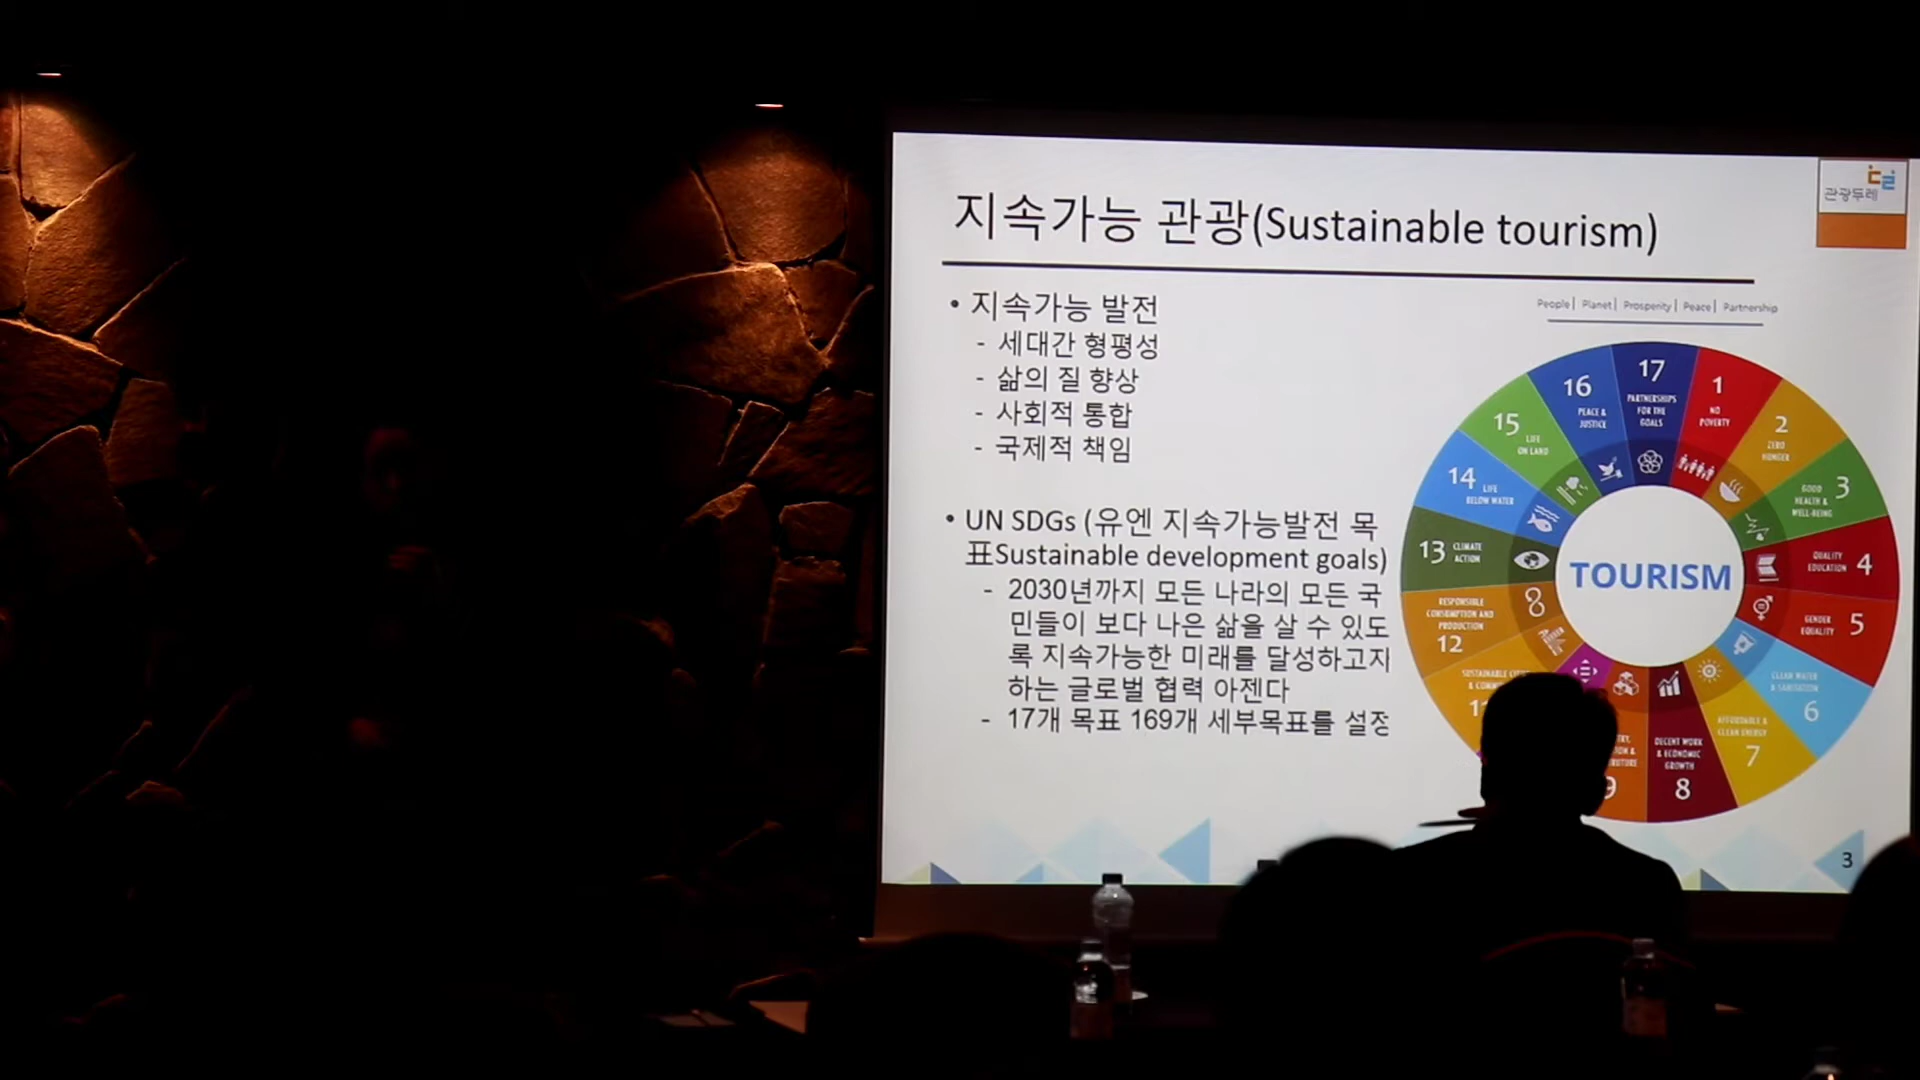 지속가능 관광(Sustainable tourism)
관광두레
• 지속가능 발전
- 세대간 형평성
- 삶의 질 향상
- 사회적 통합
- 국제적 책임
• UN SDGs (유엔 지속가능발전 목
표Sustainable development goals)
- 2030년까지 모든 나라의 모든 국
민들이 보다 나은 삶을 살 수 있도
록 지속가능한 미래를 달성하고자
하는 글로벌 협력 아젠다
- 17개 목표 169개 세부목표를 설정
People| Planet| Prosperity| Peace| Partnership
TOURISM
1
NO
POVERTY
2
ZERO
HUNGER
3
GOOD
HEALTH &
WELL-BEING
4
QUALITY
EDUCATION
5
GENDER
EQUALITY
6
CLEAN WATER
& SANITATION
7
AFFORDABLE &
CLEAN ENERGY
8
DECENT WORK
& ECONOMIC
GROWTH
9
12
RESPONSIBLE
CONSUMPTION AND
PRODUCTION
13
CLIMATE
ACTION
14
LIFE
BELOW WATER
15
LIFE
ON LAND
16
PEACE &
JUSTICE
17
PARTNERSHIPS
FOR THE
GOALS
3